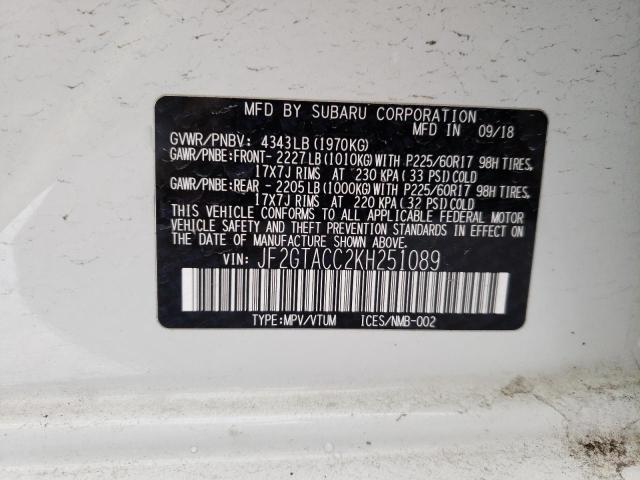 MFD BY SUBARU CORPORATION
MFD IN 09/18
GVWR/PNBV: 4343LB(1970KG)
GAWR/PNBE:FRONT- 2227LB(1010KG)WITH P225/60R17 98H TIRES,
17X7J RIMS AT 230 KPA(33 PSI)COLD
GAWR/PNBE:REAR - 2205LB(1000KG)WITH P225/60R17 98H TIRES,
17X7J RIMS AT 220 KPA(32 PSI)COLD
THIS VEHICLE CONFORMS TO ALL APPLICABLE FEDERAL MOTOR
VEHICLE SAFETY AND THEFT PREVENTION STANDARDS
IN EFFECT ON THE DATE OF MANUFACTURE SHOWN ABOVE.
VIN: JF2GTACC2KH251089
TYPE:MPV/VTUM ICES/NMB-002